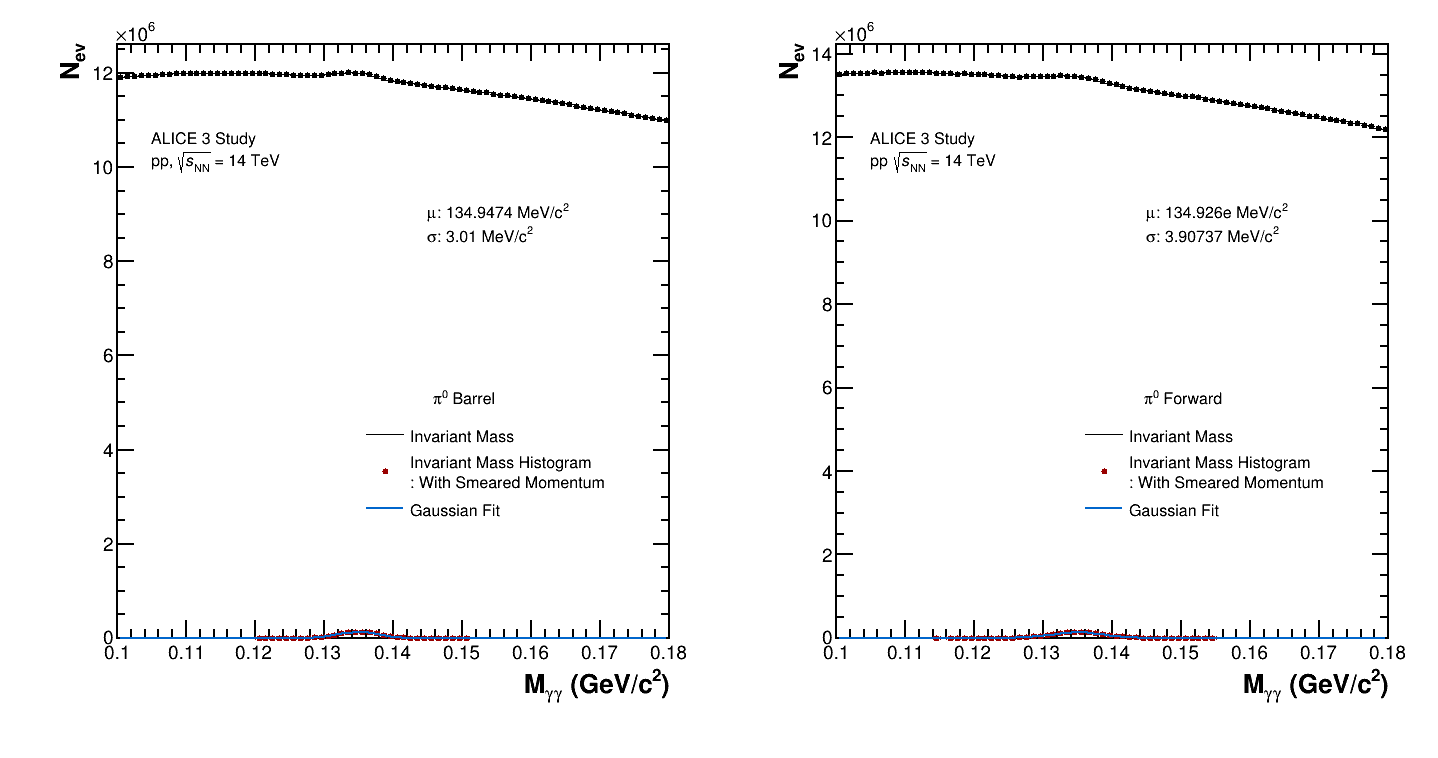 ×10⁶
N_ev
12
10
8
6
4
2
0
ALICE 3 Study
pp, √s_NN = 14 TeV
μ: 134.9474 MeV/c²
σ: 3.01 MeV/c²
π⁰ Barrel
Invariant Mass
Invariant Mass Histogram
: With Smeared Momentum
Gaussian Fit
0.1 0.11 0.12 0.13 0.14 0.15 0.16 0.17 0.18
M_γγ (GeV/c²)
×10⁶
N_ev
14
12
10
8
6
4
2
0
ALICE 3 Study
pp √s_NN = 14 TeV
μ: 134.926e MeV/c²
σ: 3.90737 MeV/c²
π⁰ Forward
Invariant Mass
Invariant Mass Histogram
: With Smeared Momentum
Gaussian Fit
0.1 0.11 0.12 0.13 0.14 0.15 0.16 0.17 0.18
M_γγ (GeV/c²)